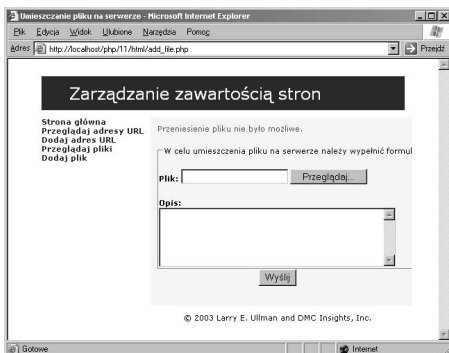 Umieszczanie pliku na serwerze - Microsoft Internet Explorer
Plik Edycja Widok Ulubione Narzędzia Pomoc
Adres http://localhost/php/11/html/add_file.php Przejdź
Zarządzanie zawartością stron
Strona główna
Przeglądaj adresy URL
Dodaj adres URL
Przeglądaj pliki
Dodaj plik
Przeniesienie pliku nie było możliwe.
W celu umieszczenia pliku na serwerze należy wypełnić formul
Plik: Przeglądaj...
Opis:
Wyślij
© 2003 Larry E. Ullman and DMC Insights, Inc.
Gotowe Internet